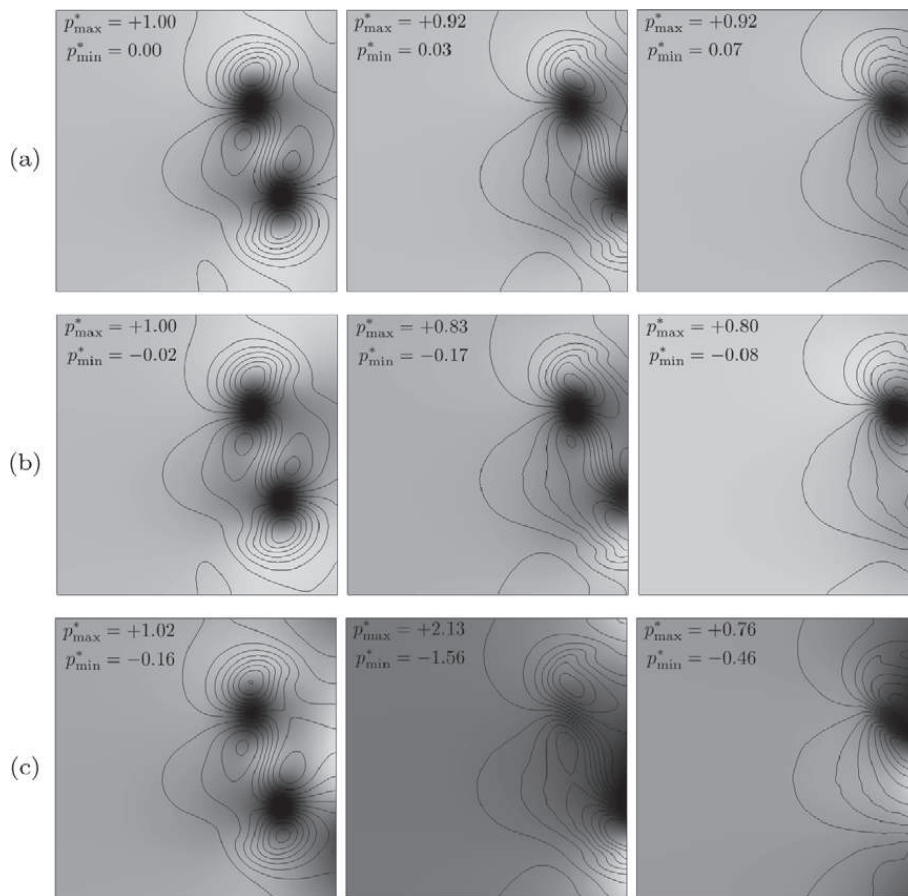 p*max = +1.00
p*min = 0.00
p*max = +0.92
p*min = 0.03
p*max = +0.92
p*min = 0.07
(a)
p*max = +1.00
p*min = −0.02
p*max = +0.83
p*min = −0.17
p*max = +0.80
p*min = −0.08
(b)
p*max = +1.02
p*min = −0.16
p*max = +2.13
p*min = −1.56
p*max = +0.76
p*min = −0.46
(c)